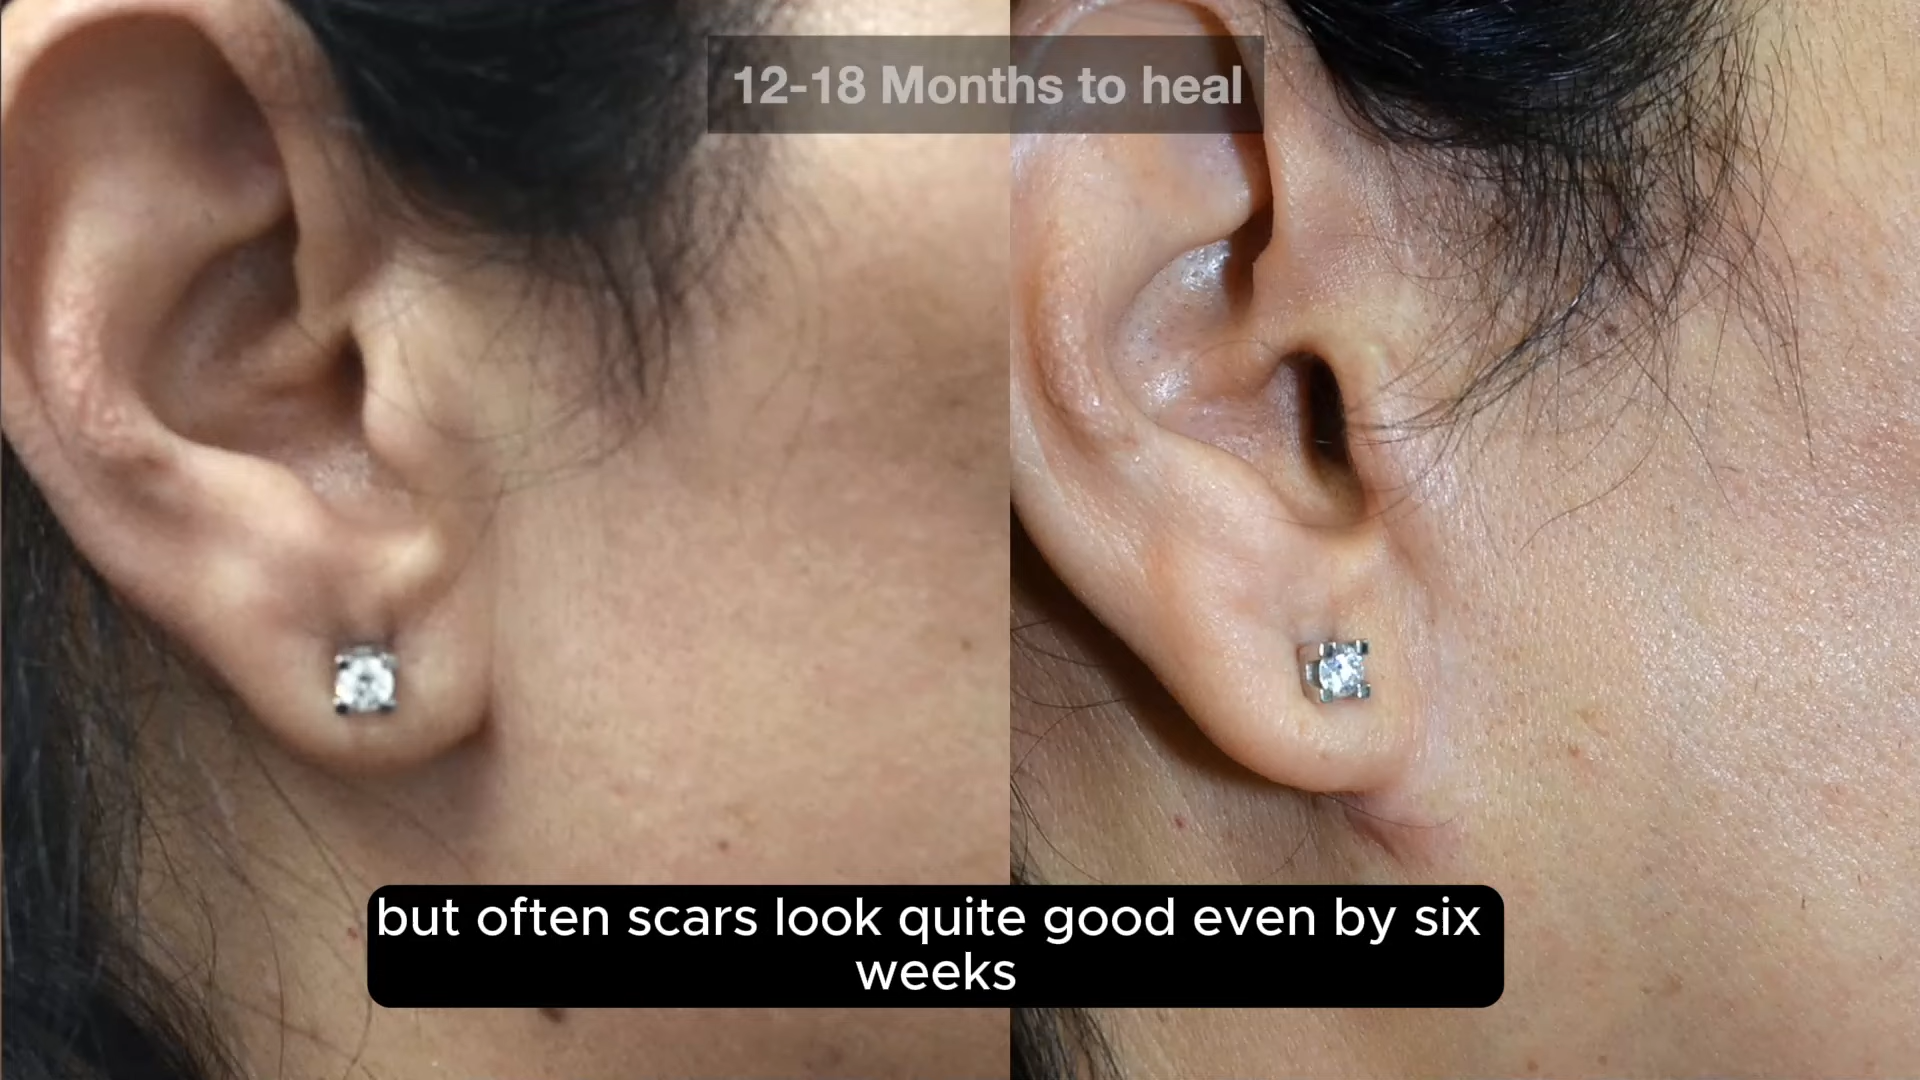 12-18 Months to heal
but often scars look quite good even by six
weeks